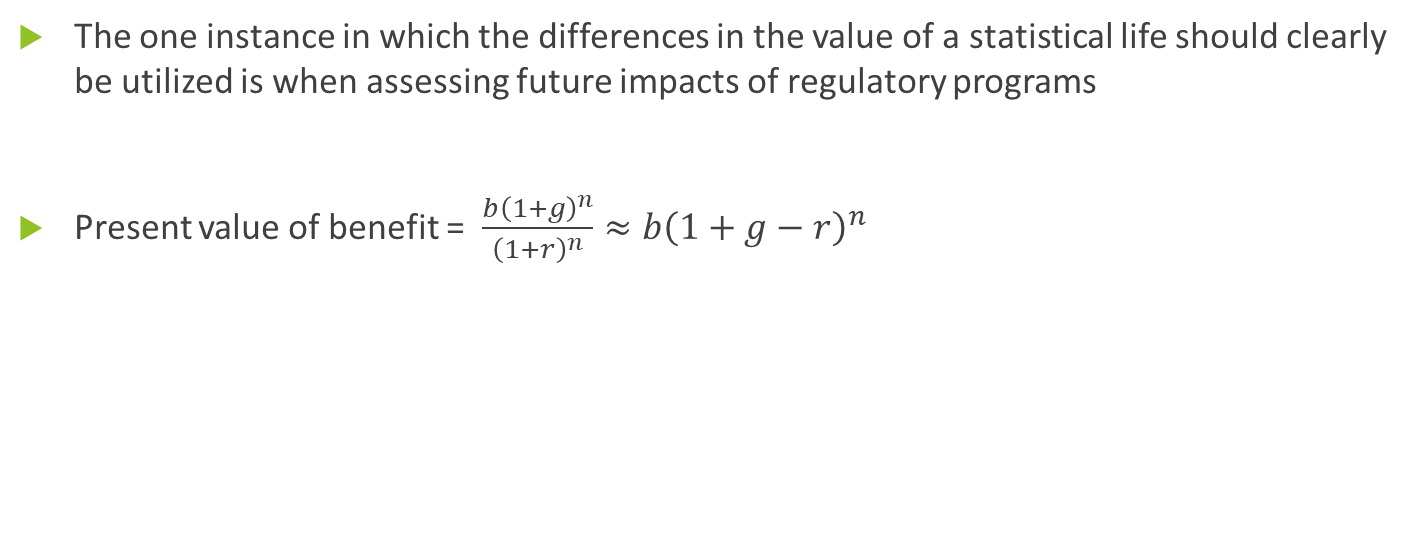 The one instance in which the differences in the value of a statistical life should clearly
be utilized is when assessing future impacts of regulatory programs
Present value of benefit = \frac{b(1+g)^n}{(1+r)^n} ≈ b(1 + g − r)^n